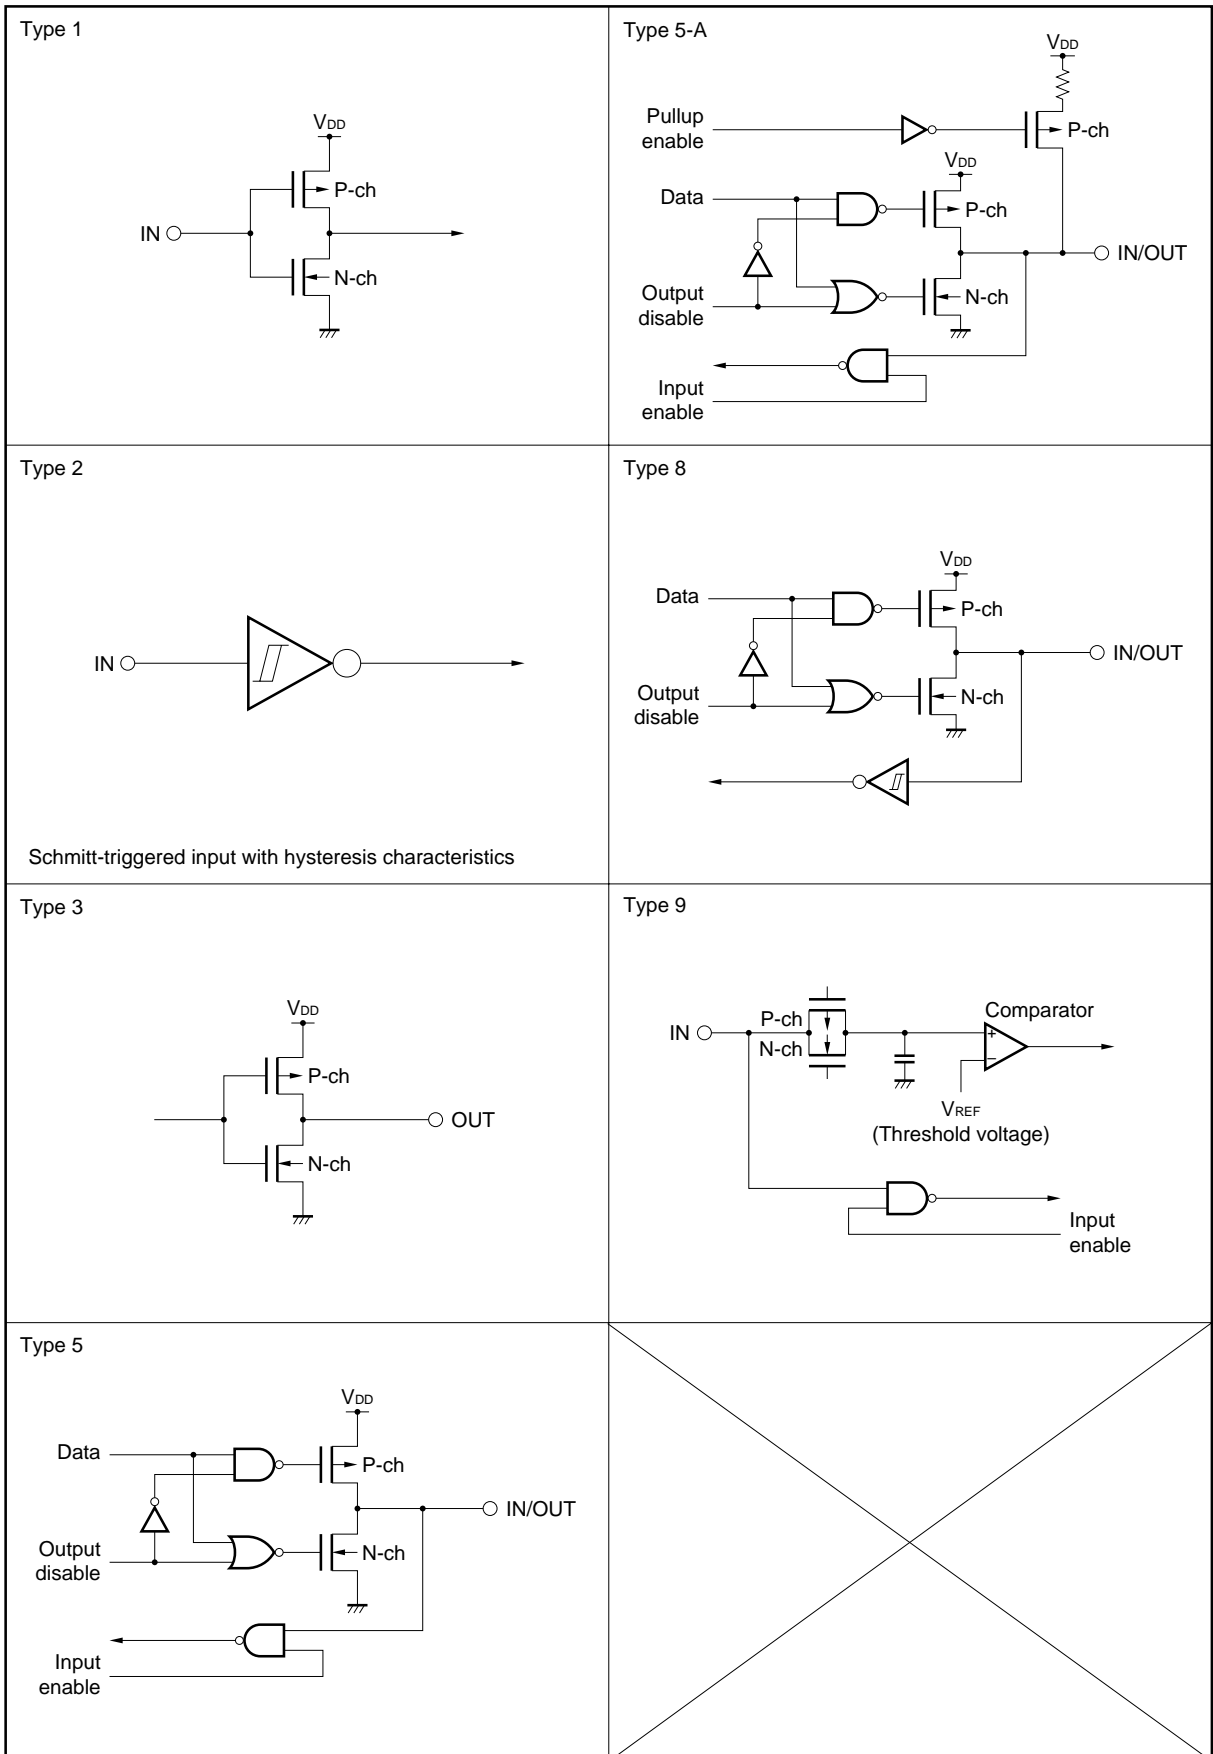 Type 1
VDD
P-ch
IN
N-ch
Type 5-A
VDD
Pullup
enable
P-ch
VDD
Data
P-ch
IN/OUT
Output
disable
N-ch
Input
enable
Type 2
IN
Schmitt-triggered input with hysteresis characteristics
Type 8
VDD
Data
P-ch
IN/OUT
Output
disable
N-ch
Type 3
VDD
P-ch
OUT
N-ch
Type 9
P-ch
Comparator
IN
N-ch
+
−
VREF
(Threshold voltage)
Input
enable
Type 5
VDD
Data
P-ch
IN/OUT
Output
disable
N-ch
Input
enable